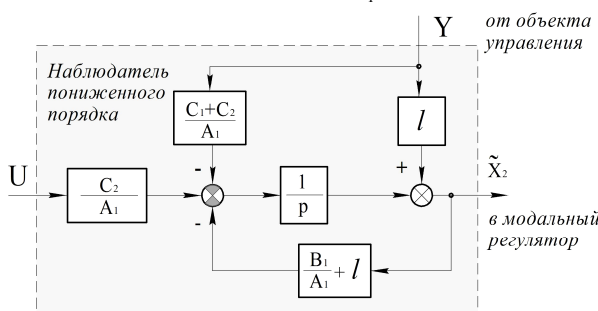 Y
от объекта
управления
Наблюдатель
пониженного
порядка
C₁+C₂
A₁
l
-
+
U
C₂
A₁
1
p
X̃₂
-
B₁
A₁
+ l
в модальный
регулятор